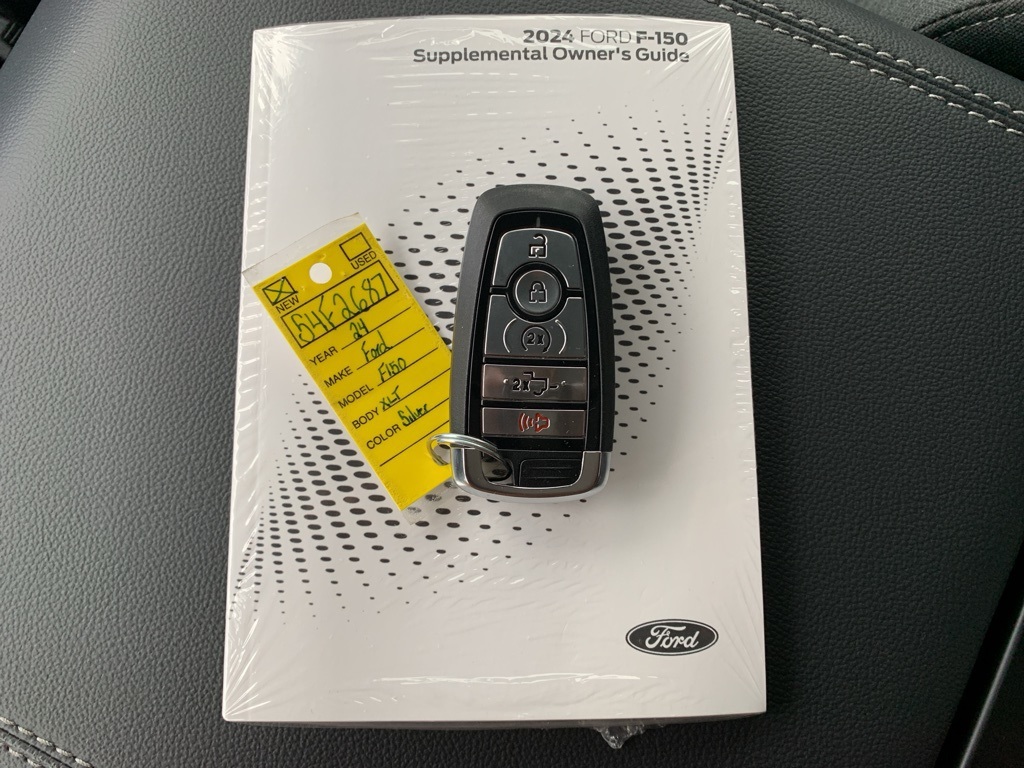 2024 FORD F-150
Supplemental Owner's Guide
USED
NEW
54F2687
YEAR 24
MAKE Ford
MODEL F150
BODY XLT
COLOR Silver
2x
2x
Ford